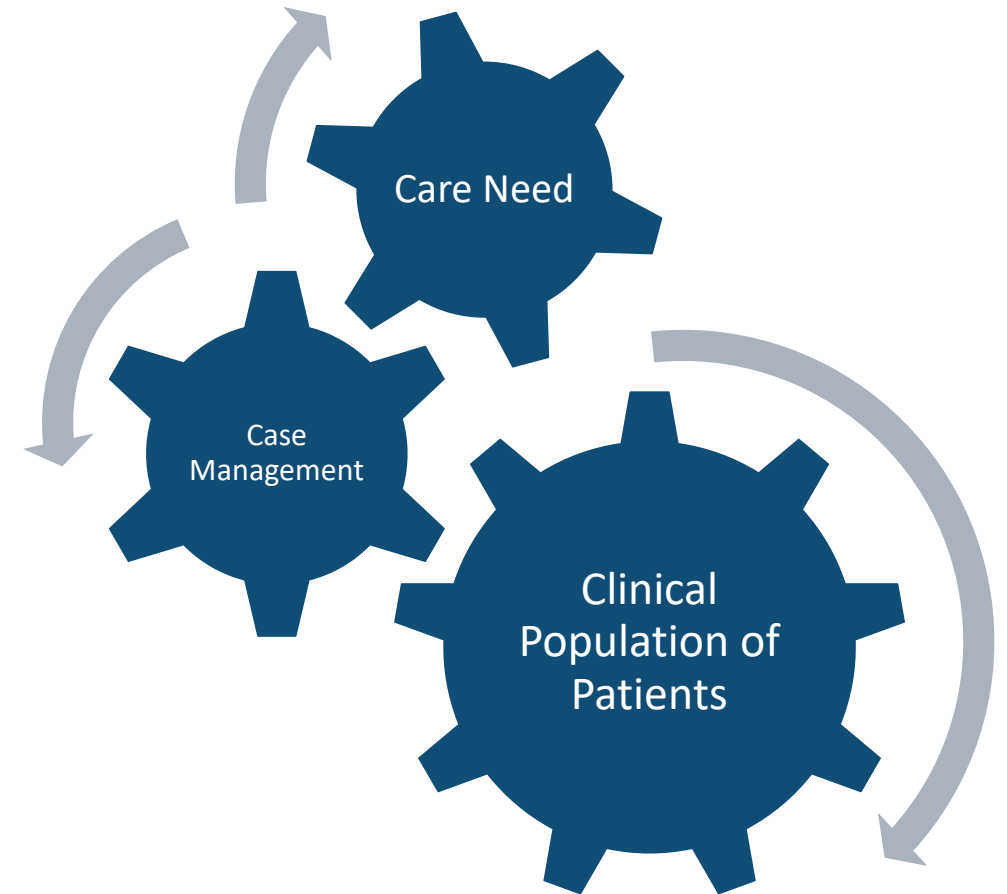 Care Need
Case
Management
Clinical
Population of
Patients